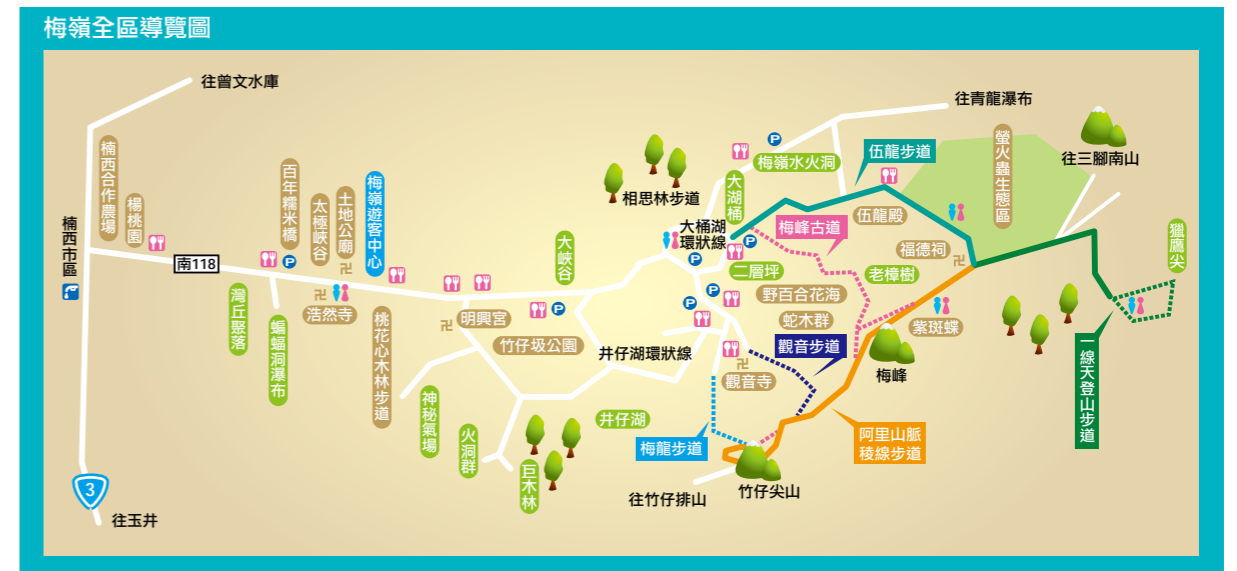 梅嶺全區導覽圖
往曾文水庫
往青龍瀑布
楠西合作農場
楊桃園
百年糯米橋
太極峽谷
土地公廟
梅嶺遊客中心
相思林步道
大湖桶
P
梅嶺水火洞
伍龍步道
螢火蟲生態區
往三腳南山
楠西市區
南118
大峽谷
大桶湖
環狀線
梅峰古道
伍龍殿
福德祠
獵鷹尖
P
P
二層坪
老樟樹
灣丘聚落
蝙蝠洞瀑布
浩然寺
桃花心木林步道
明興宮
P
竹仔圾公園
P
P
野百合花海
蛇木群
紫斑蝶
井仔湖環狀線
觀音步道
觀音寺
梅峰
一線天登山步道
神秘氣場
火洞群
巨木林
井仔湖
梅龍步道
阿里山脈
稜線步道
3
往玉井
往竹仔排山
竹仔尖山
P